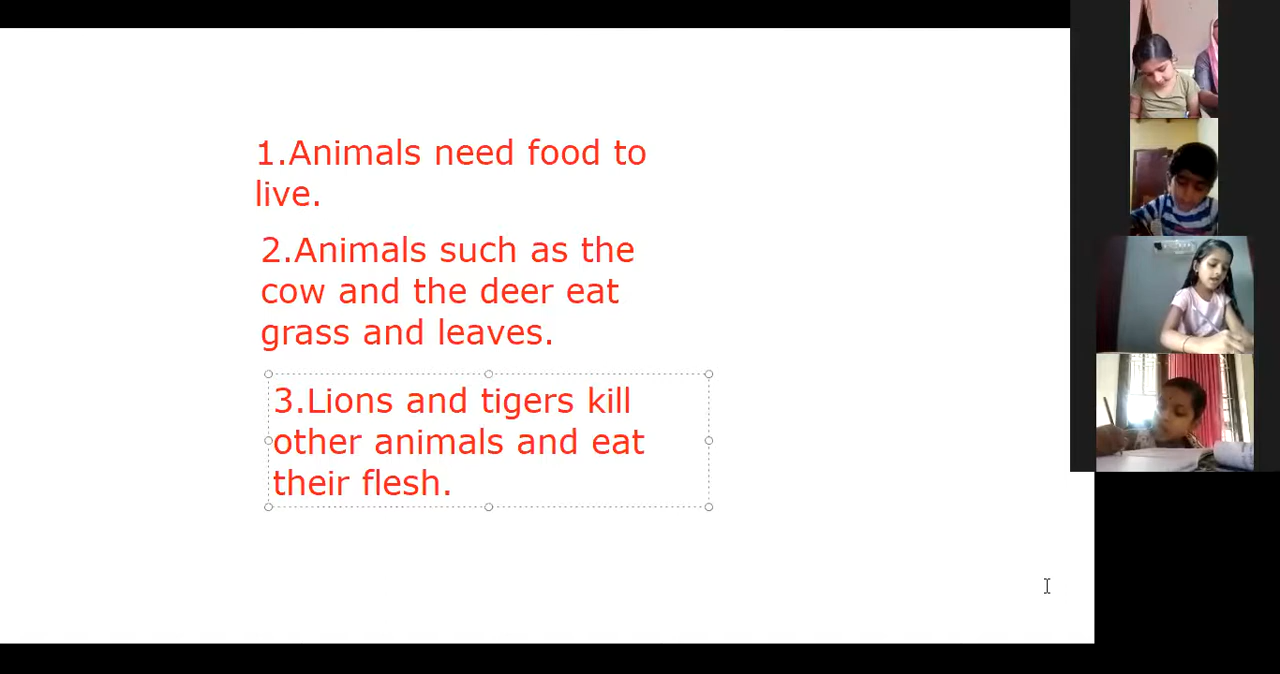 1.Animals need food to
live.
2.Animals such as the
cow and the deer eat
grass and leaves.
3.Lions and tigers kill
other animals and eat
their flesh.